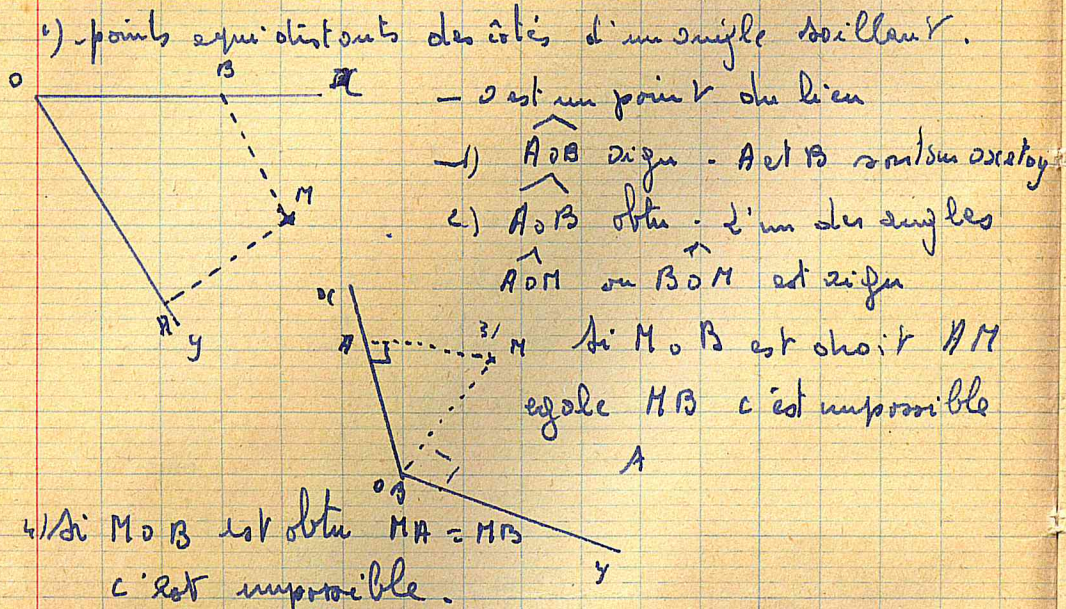 1) - points equidistants des côtés d'un angle saillant.
O B x
- O est un point du lieu
1) AOB aigu - A et B sont sur ox et oy
M
2) AOB obtu - L'un des angles
AOM ou BOM est aigu
A y
x
A 3/ M Si MoB est droit AM
egale MB c'est impossible
A
O B
4) Si MOB est obtu MA = MB
y
c'est impossible.